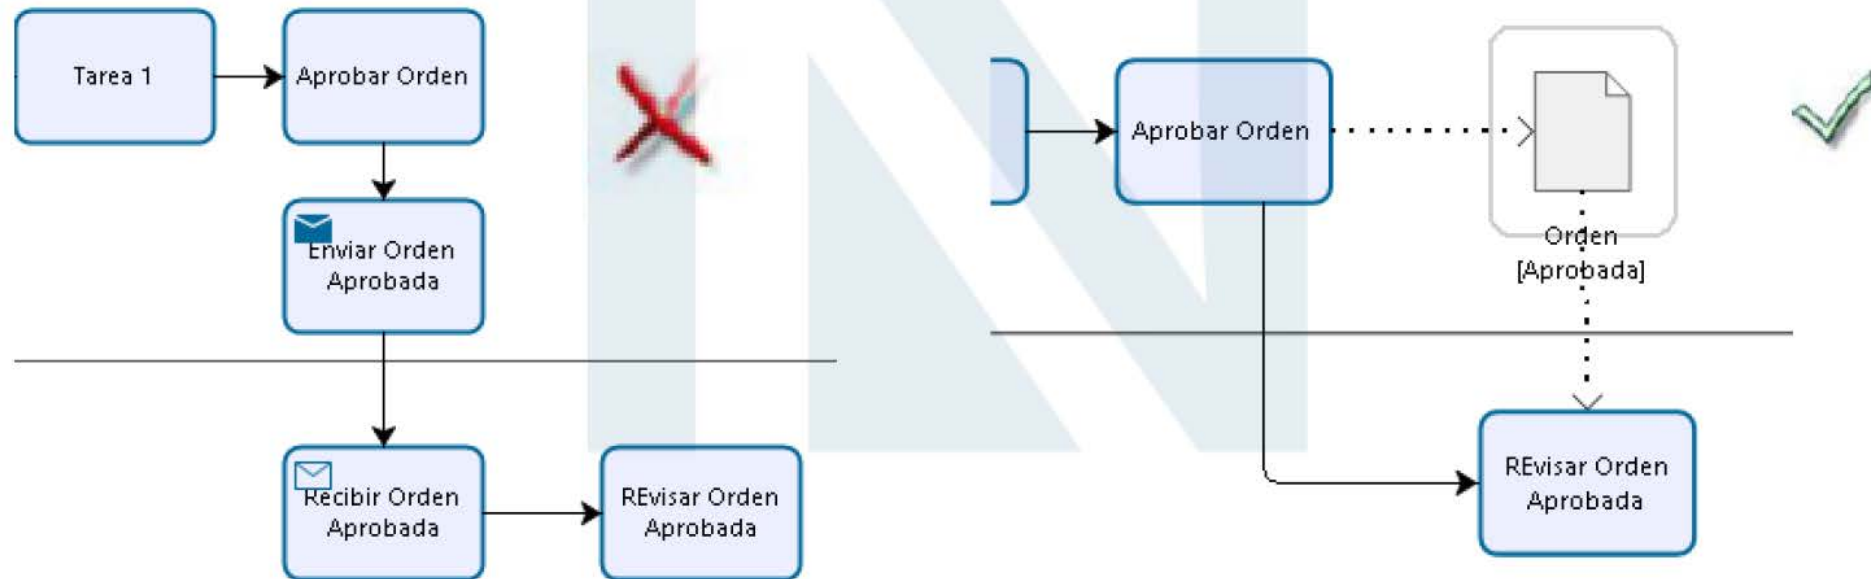 Tarea 1
Aprobar Orden
Enviar Orden
Aprobada
Recibir Orden
Aprobada
REvisar Orden
Aprobada
Aprobar Orden
Orden
[Aprobada]
REvisar Orden
Aprobada